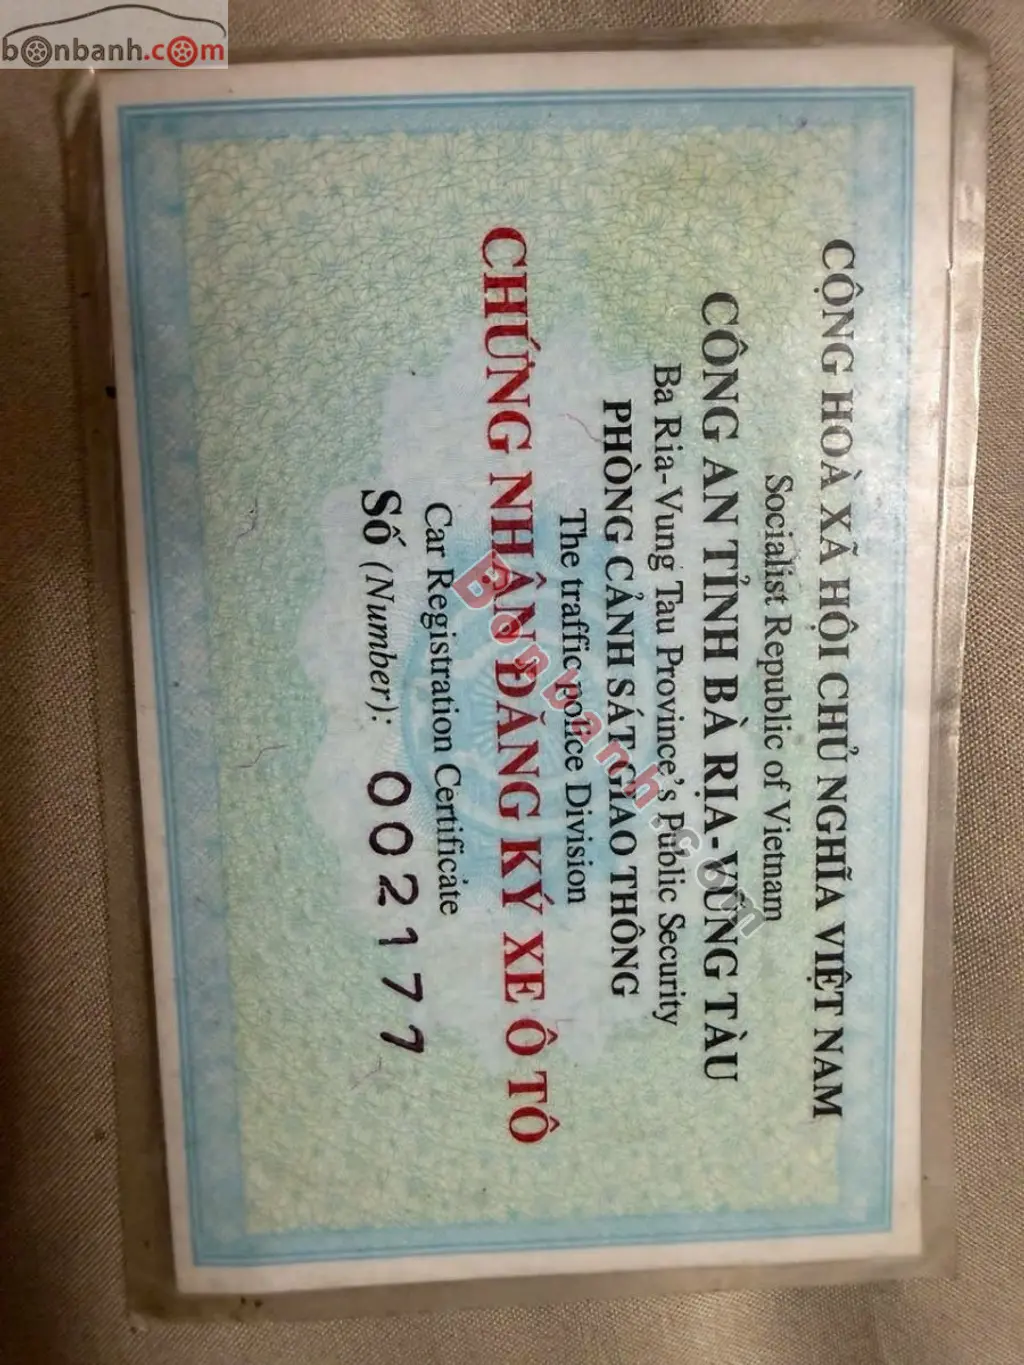 bonbanh.com
CỘNG HOÀ XÃ HỘI CHỦ NGHĨA VIỆT NAM
Socialist Republic of Vietnam
CÔNG AN TỈNH BÀ RỊA-VŨNG TÀU
Ba Ria-Vung Tau Province's Public Security
PHÒNG CẢNH SÁT GIAO THÔNG
The traffic police Division
CHỨNG NHẬN ĐĂNG KÝ XE Ô TÔ
Car Registration Certificate
Số (Number): 002177
Bonbanh.com